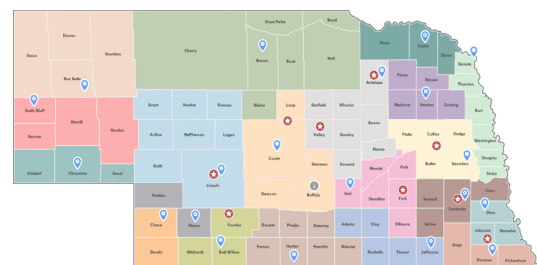 Sioux
Dawes
Sheridan
Box Butte
Scotts Bluff
Morrill
Banner
Garden
Kimball
Cheyenne
Deuel
Cherry
Keya Paha
Boyd
Brown
Rock
Holt
Grant
Hooker
Thomas
Blaine
Loup
Garfield
Wheeler
Arthur
McPherson
Logan
Custer
Valley
Greeley
Keith
Lincoln
Sherman
Howard
Perkins
Dawson
Buffalo
Hall
Chase
Hayes
Frontier
Gosper
Phelps
Kearney
Adams
Clay
Fillmore
Saline
Dundy
Hitchcock
Red Willow
Furnas
Harlan
Franklin
Webster
Nuckolls
Thayer
Jefferson
Gage
Pawnee
Richardson
Knox
Cedar
Dixon
Dakota
Antelope
Pierce
Wayne
Thurston
Madison
Stanton
Cuming
Burt
Boone
Platte
Colfax
Dodge
Washington
Nance
Butler
Saunders
Douglas
Sarpy
Merrick
Polk
Hamilton
York
Seward
Lancaster
Cass
Otoe
Johnson
Nemaha